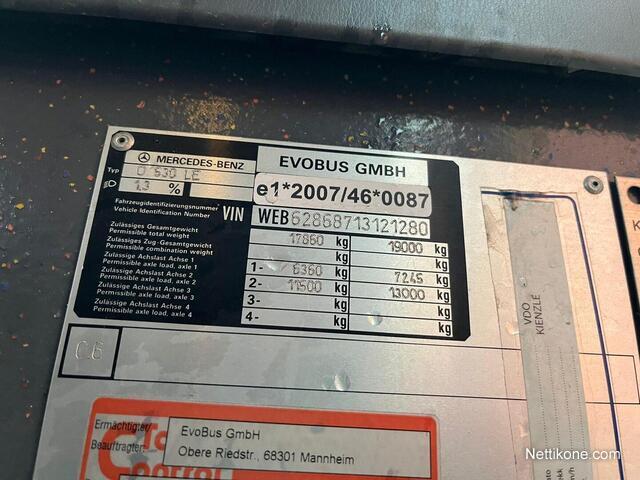 MERCEDES-BENZ
EVOBUS GMBH
Typ O 530 LE
1.3 %
e1*2007/46*0087
Fahrzeugidentifizierungsnummer
Vehicle Identification Number
VIN WEB62868713121280
Zulässiges Gesamtgewicht
Permissible total weight
17860 kg 19000 kg
Zulässiges Zug-Gesamtgewicht
Permissible combination weight
kg kg
Zulässige Achslast Achse 1
Permissible axle load, axle 1
1- 6360 kg 7245 kg
Zulässige Achslast Achse 2
Permissible axle load, axle 2
2- 11500 kg 13000 kg
Zulässige Achslast Achse 3
Permissible axle load, axle 3
3- kg kg
Zulässige Achslast Achse 4
Permissible axle load, axle 4
4- kg kg
C.6
VDO
KIENZLE
Ermächtigter/
Beauftragter:
EvoBus GmbH
Obere Riedstr., 68301 Mannheim
Control
Nettikone.com